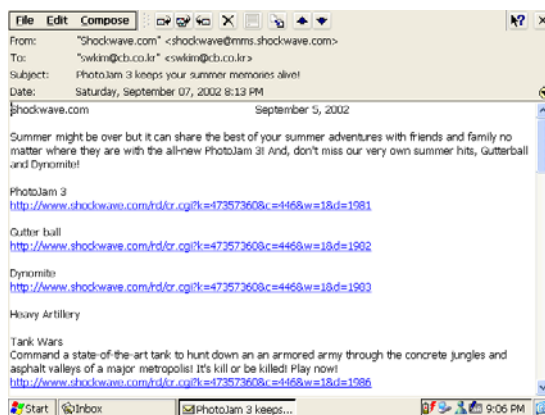 File Edit Compose
From: "Shockwave.com" <shockwave@mms.shockwave.com>
To: "swkim@cb.co.kr" <swkim@cb.co.kr>
Subject: PhotoJam 3 keeps your summer memories alive!
Date: Saturday, September 07, 2002 8:13 PM
Shockwave.com September 5, 2002
Summer might be over but it can share the best of your summer adventures with friends and family no
matter where they are with the all-new PhotoJam 3! And, don't miss our very own summer hits, Gutterball
and Dynomite!
PhotoJam 3
http://www.shockwave.com/rd/cr.cgi?k=47357360&c=446&w=1&d=1981
Gutter ball
http://www.shockwave.com/rd/cr.cgi?k=47357360&c=446&w=1&d=1982
Dynomite
http://www.shockwave.com/rd/cr.cgi?k=47357360&c=446&w=1&d=1983
Heavy Artillery
Tank Wars
Command a state-of-the-art tank to hunt down an an armored army through the concrete jungles and
asphalt valleys of a major metropolis! It's kill or be killed! Play now!
http://www.shockwave.com/rd/cr.cgi?k=47357360&c=446&w=1&d=1986
Start Inbox PhotoJam 3 keeps... 9:06 PM